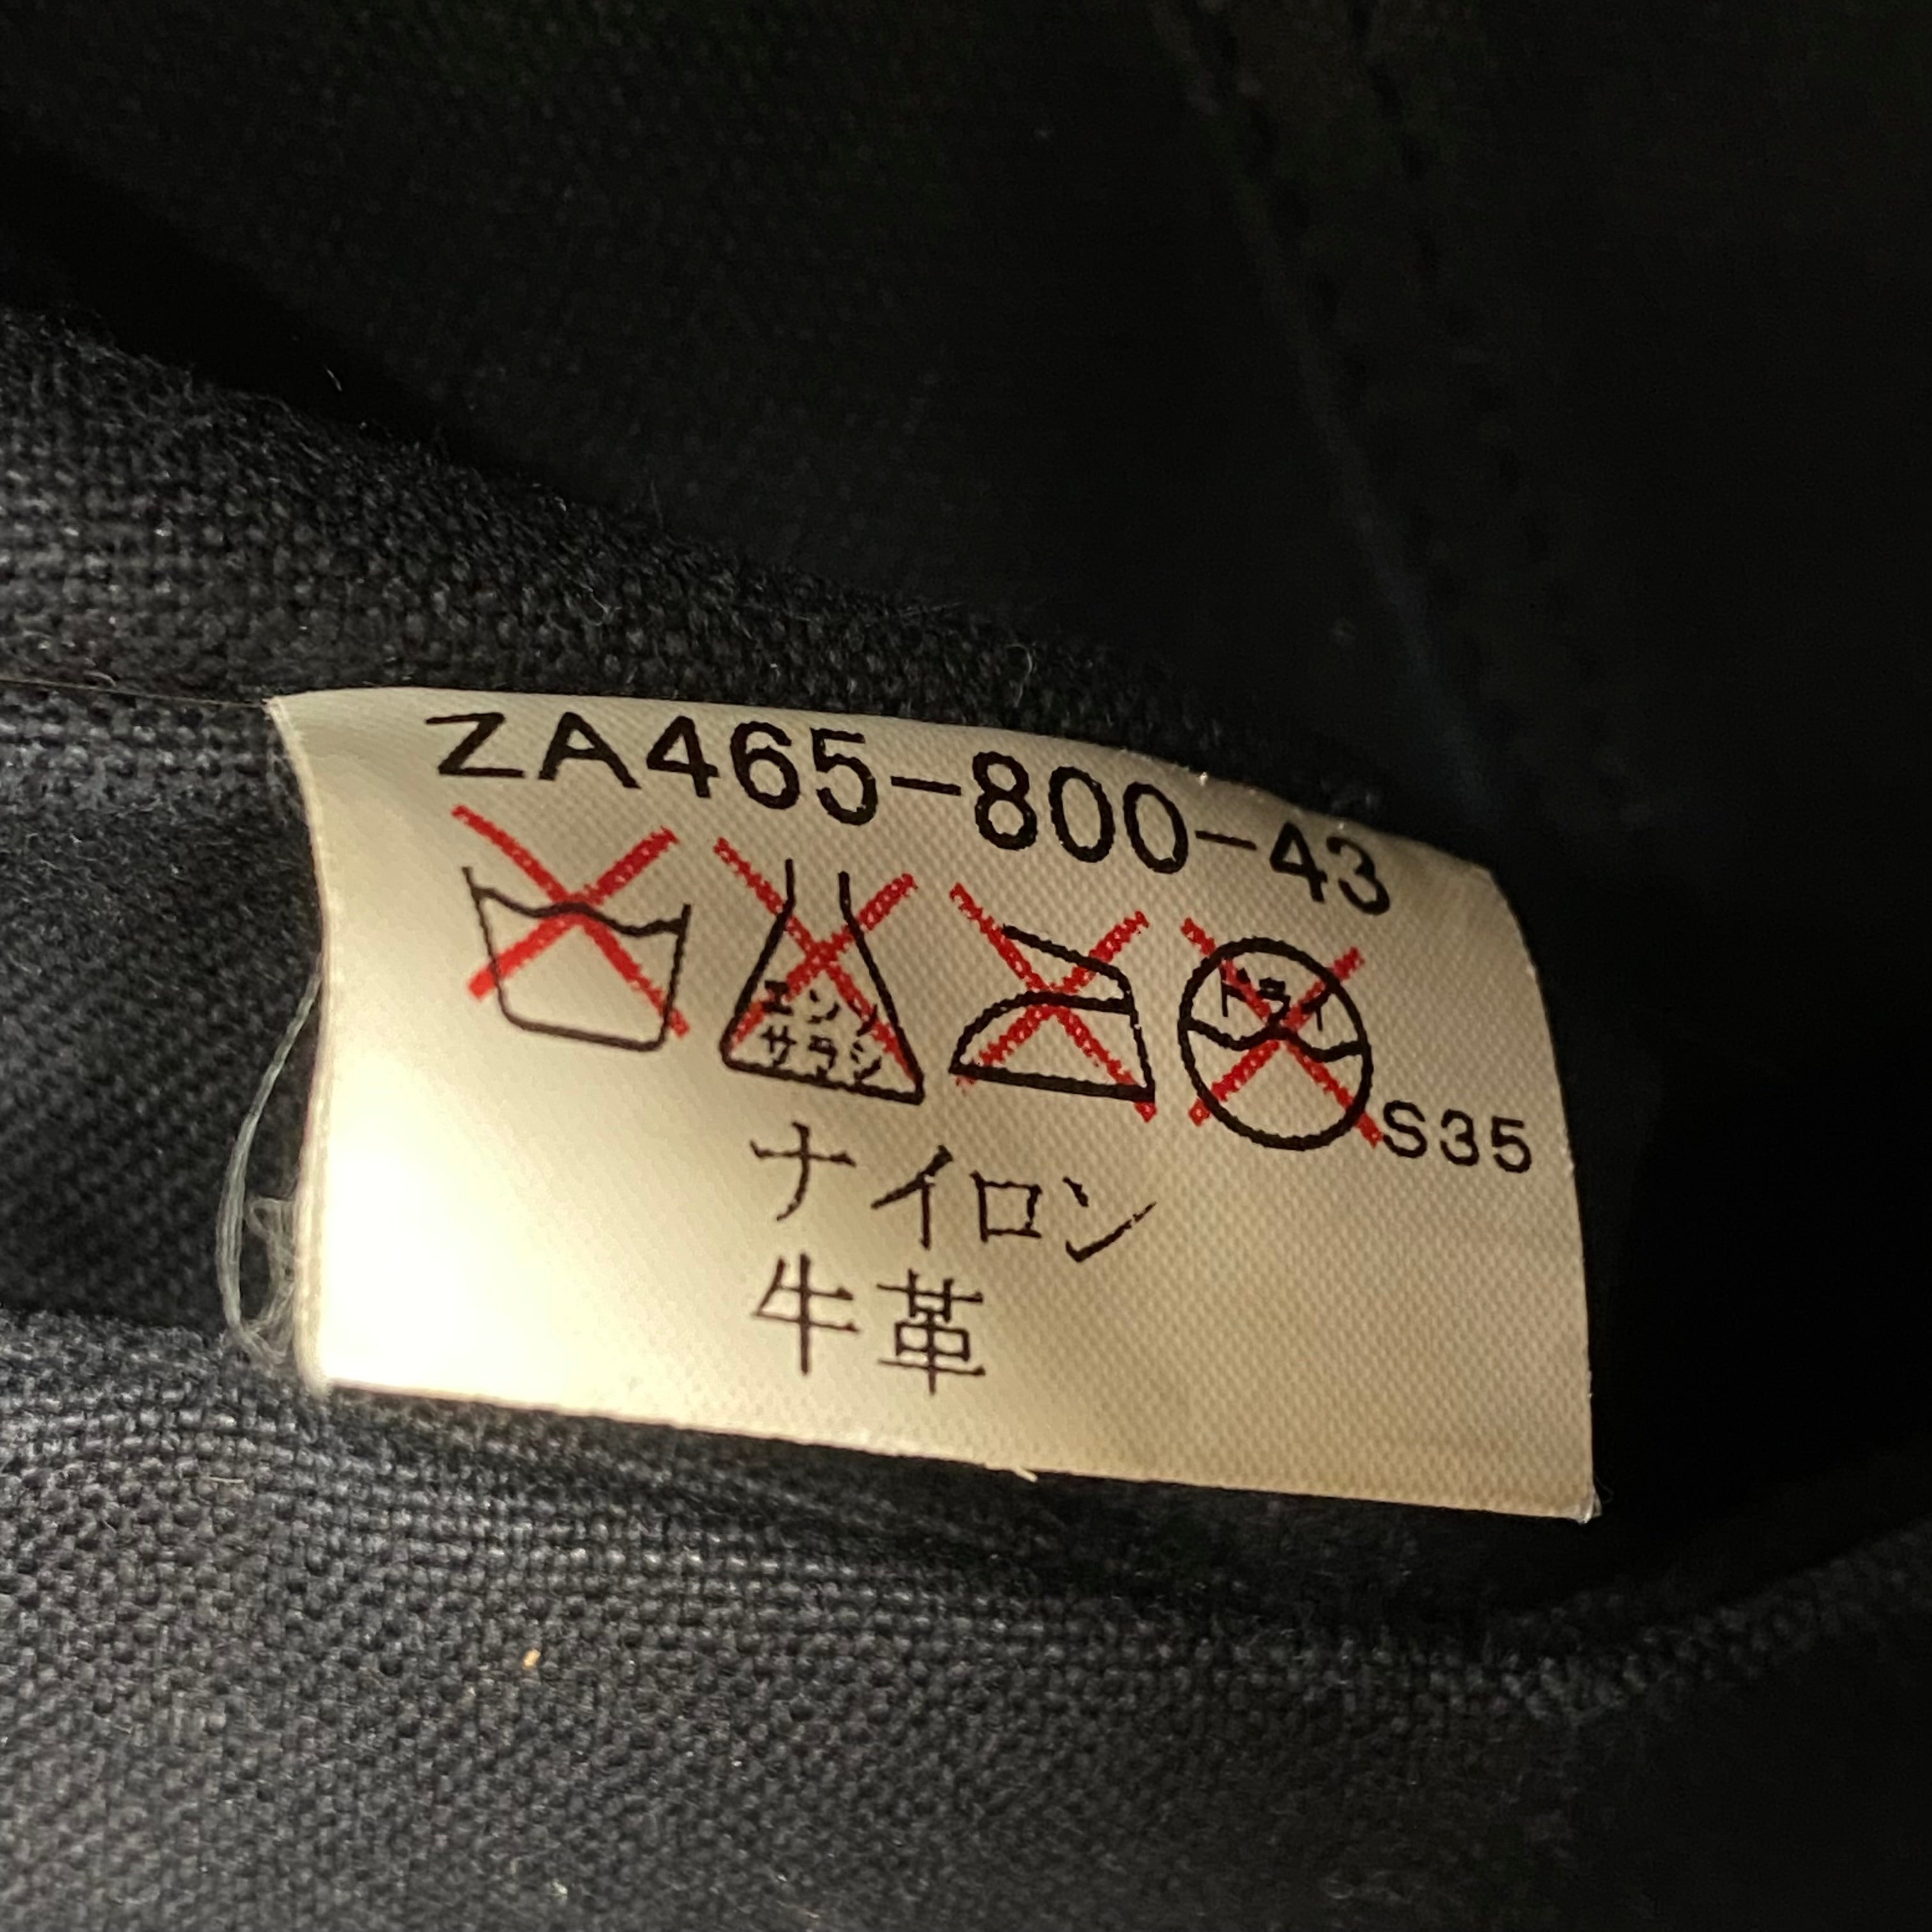 ZA465-800-43
エンソ
サラシ
ドライ
S35
ナイロン
牛革